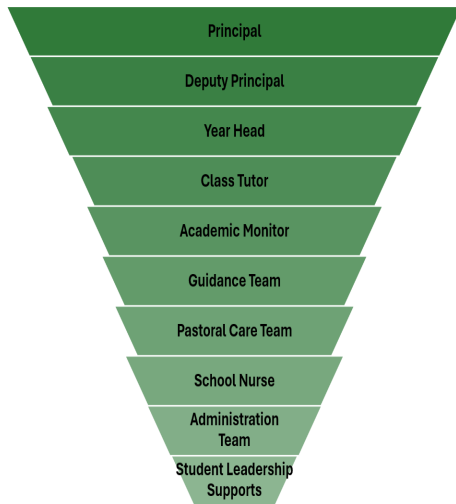 Principal
Deputy Principal
Year Head
Class Tutor
Academic Monitor
Guidance Team
Pastoral Care Team
School Nurse
Administration
Team
Student Leadership
Supports